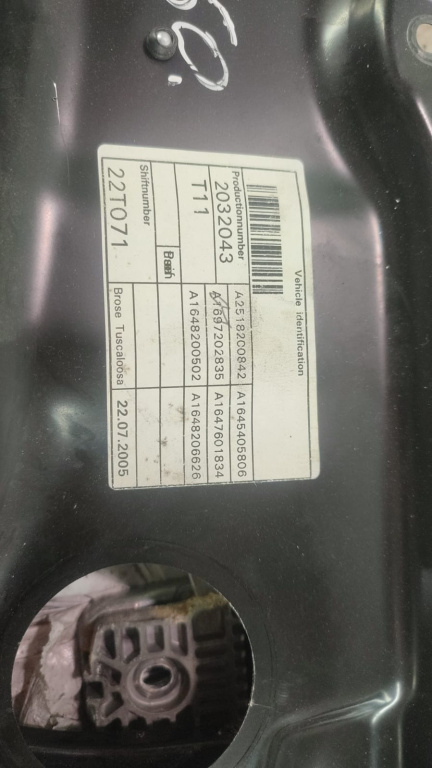 Vehicle identification
Productionnumber
2032043
T11
A2518200842 A1645405806
A1697202835 A1647601834
A1648200502 A1648206626
Shiftnumber
22T071
Brose Tuscaloosa 22.07.2005